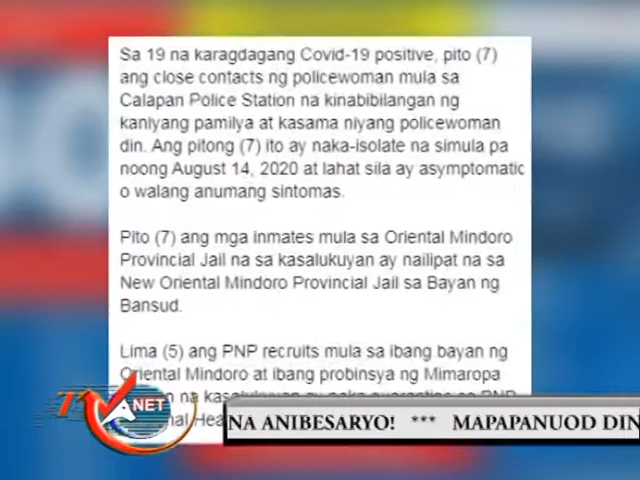 Sa 19 na karagdagang Covid-19 positive, pito (7)
ang close contacts ng policewoman mula sa
Calapan Police Station na kinabibilangan ng
kaniyang pamilya at kasama niyang policewoman
din. Ang pitong (7) ito ay naka-isolate na simula pa
noong August 14, 2020 at lahat sila ay asymptomatic
o walang anumang sintomas.
Pito (7) ang mga inmates mula sa Oriental Mindoro
Provincial Jail na sa kasalukuyan ay nailipat na sa
New Oriental Mindoro Provincial Jail sa Bayan ng
Bansud.
Lima (5) ang PNP recruits mula sa ibang bayan ng
Oriental Mindoro at ibang probinsya ng Mimaropa
na
TV NET
NA ANIBESARYO! *** MAPAPANUOD DIN